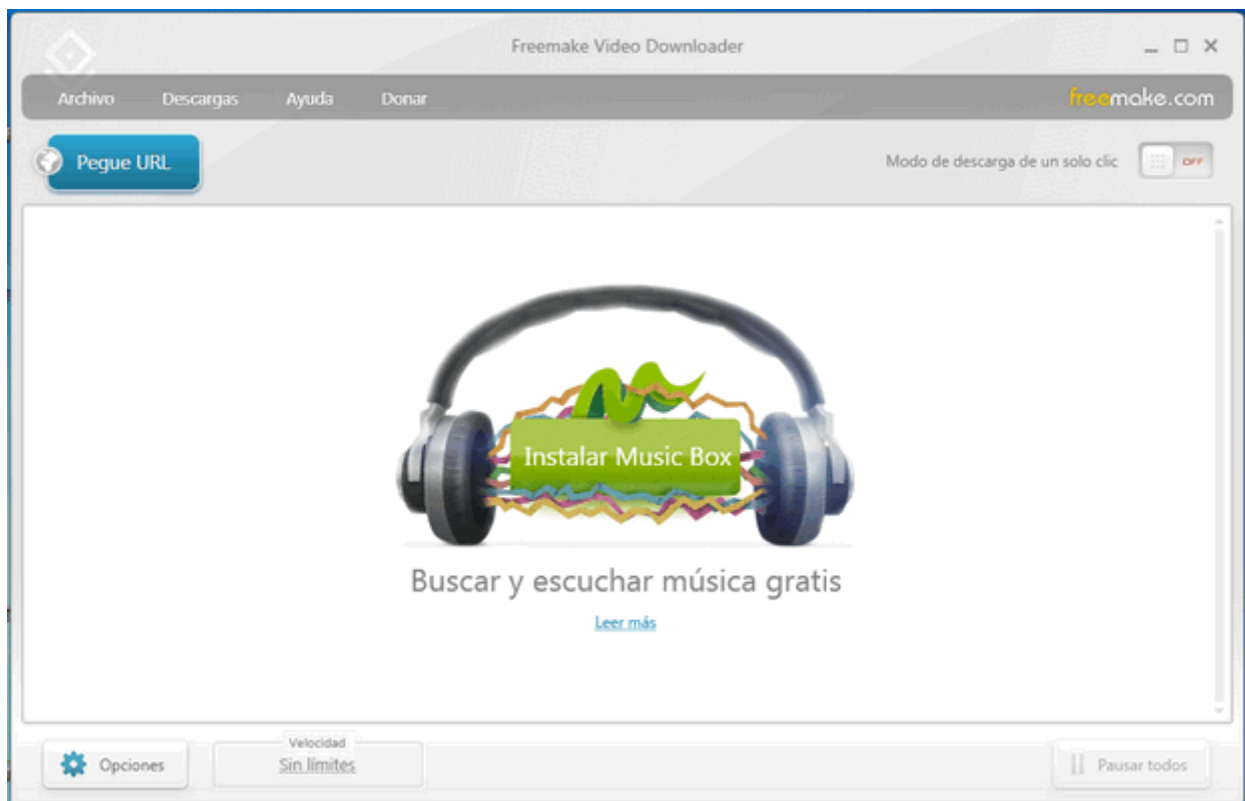 Freemake Video Downloader
Archivo Descargas Ayuda Donar freemake.com
Pegue URL Modo de descarga de un solo clic OFF
Instalar Music Box
Buscar y escuchar música gratis
Leer más
Velocidad
Opciones Sin límites Pausar todos